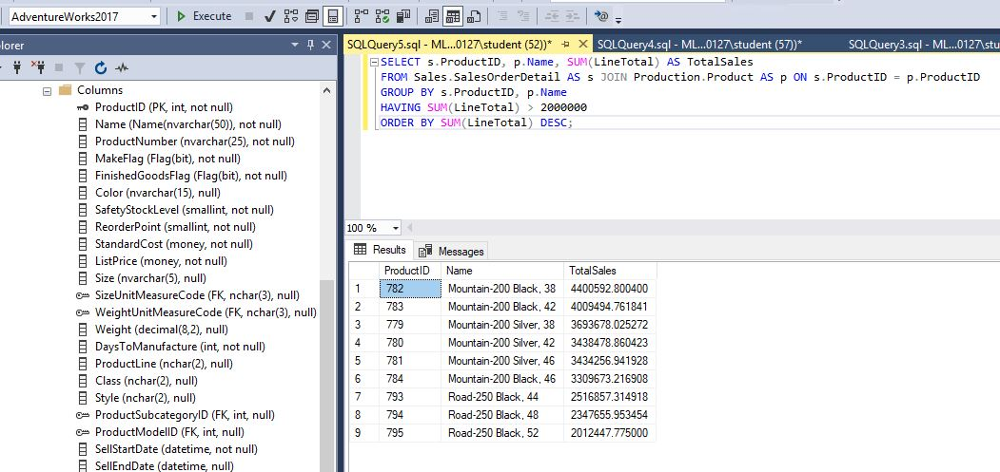 AdventureWorks2017
Execute
plorer
SQLQuery5.sql - ML...0127\student (52))*
SQLQuery4.sql - ML...0127\student (57))*
SQLQuery3.sql - ML...0127\stu
Columns
ProductID (PK, int, not null)
Name (Name(nvarchar(50)), not null)
ProductNumber (nvarchar(25), not null)
MakeFlag (Flag(bit), not null)
FinishedGoodsFlag (Flag(bit), not null)
Color (nvarchar(15), null)
SafetyStockLevel (smallint, not null)
ReorderPoint (smallint, not null)
StandardCost (money, not null)
ListPrice (money, not null)
Size (nvarchar(5), null)
SizeUnitMeasureCode (FK, nchar(3), null)
WeightUnitMeasureCode (FK, nchar(3), null)
Weight (decimal(8,2), null)
DaysToManufacture (int, not null)
ProductLine (nchar(2), null)
Class (nchar(2), null)
Style (nchar(2), null)
ProductSubcategoryID (FK, int, null)
ProductModelID (FK, int, null)
SellStartDate (datetime, not null)
SellEndDate (datetime, null)
SELECT s.ProductID, p.Name, SUM(LineTotal) AS TotalSales
FROM Sales.SalesOrderDetail AS s JOIN Production.Product AS p ON s.ProductID = p.ProductID
GROUP BY s.ProductID, p.Name
HAVING SUM(LineTotal) > 2000000
ORDER BY SUM(LineTotal) DESC;
100 %
Results
Messages
ProductID Name TotalSales
1 782 Mountain-200 Black, 38 4400592.800400
2 783 Mountain-200 Black, 42 4009494.761841
3 779 Mountain-200 Silver, 38 3693678.025272
4 780 Mountain-200 Silver, 42 3438478.860423
5 781 Mountain-200 Silver, 46 3434256.941928
6 784 Mountain-200 Black, 46 3309673.216908
7 793 Road-250 Black, 44 2516857.314918
8 794 Road-250 Black, 48 2347655.953454
9 795 Road-250 Black, 52 2012447.775000